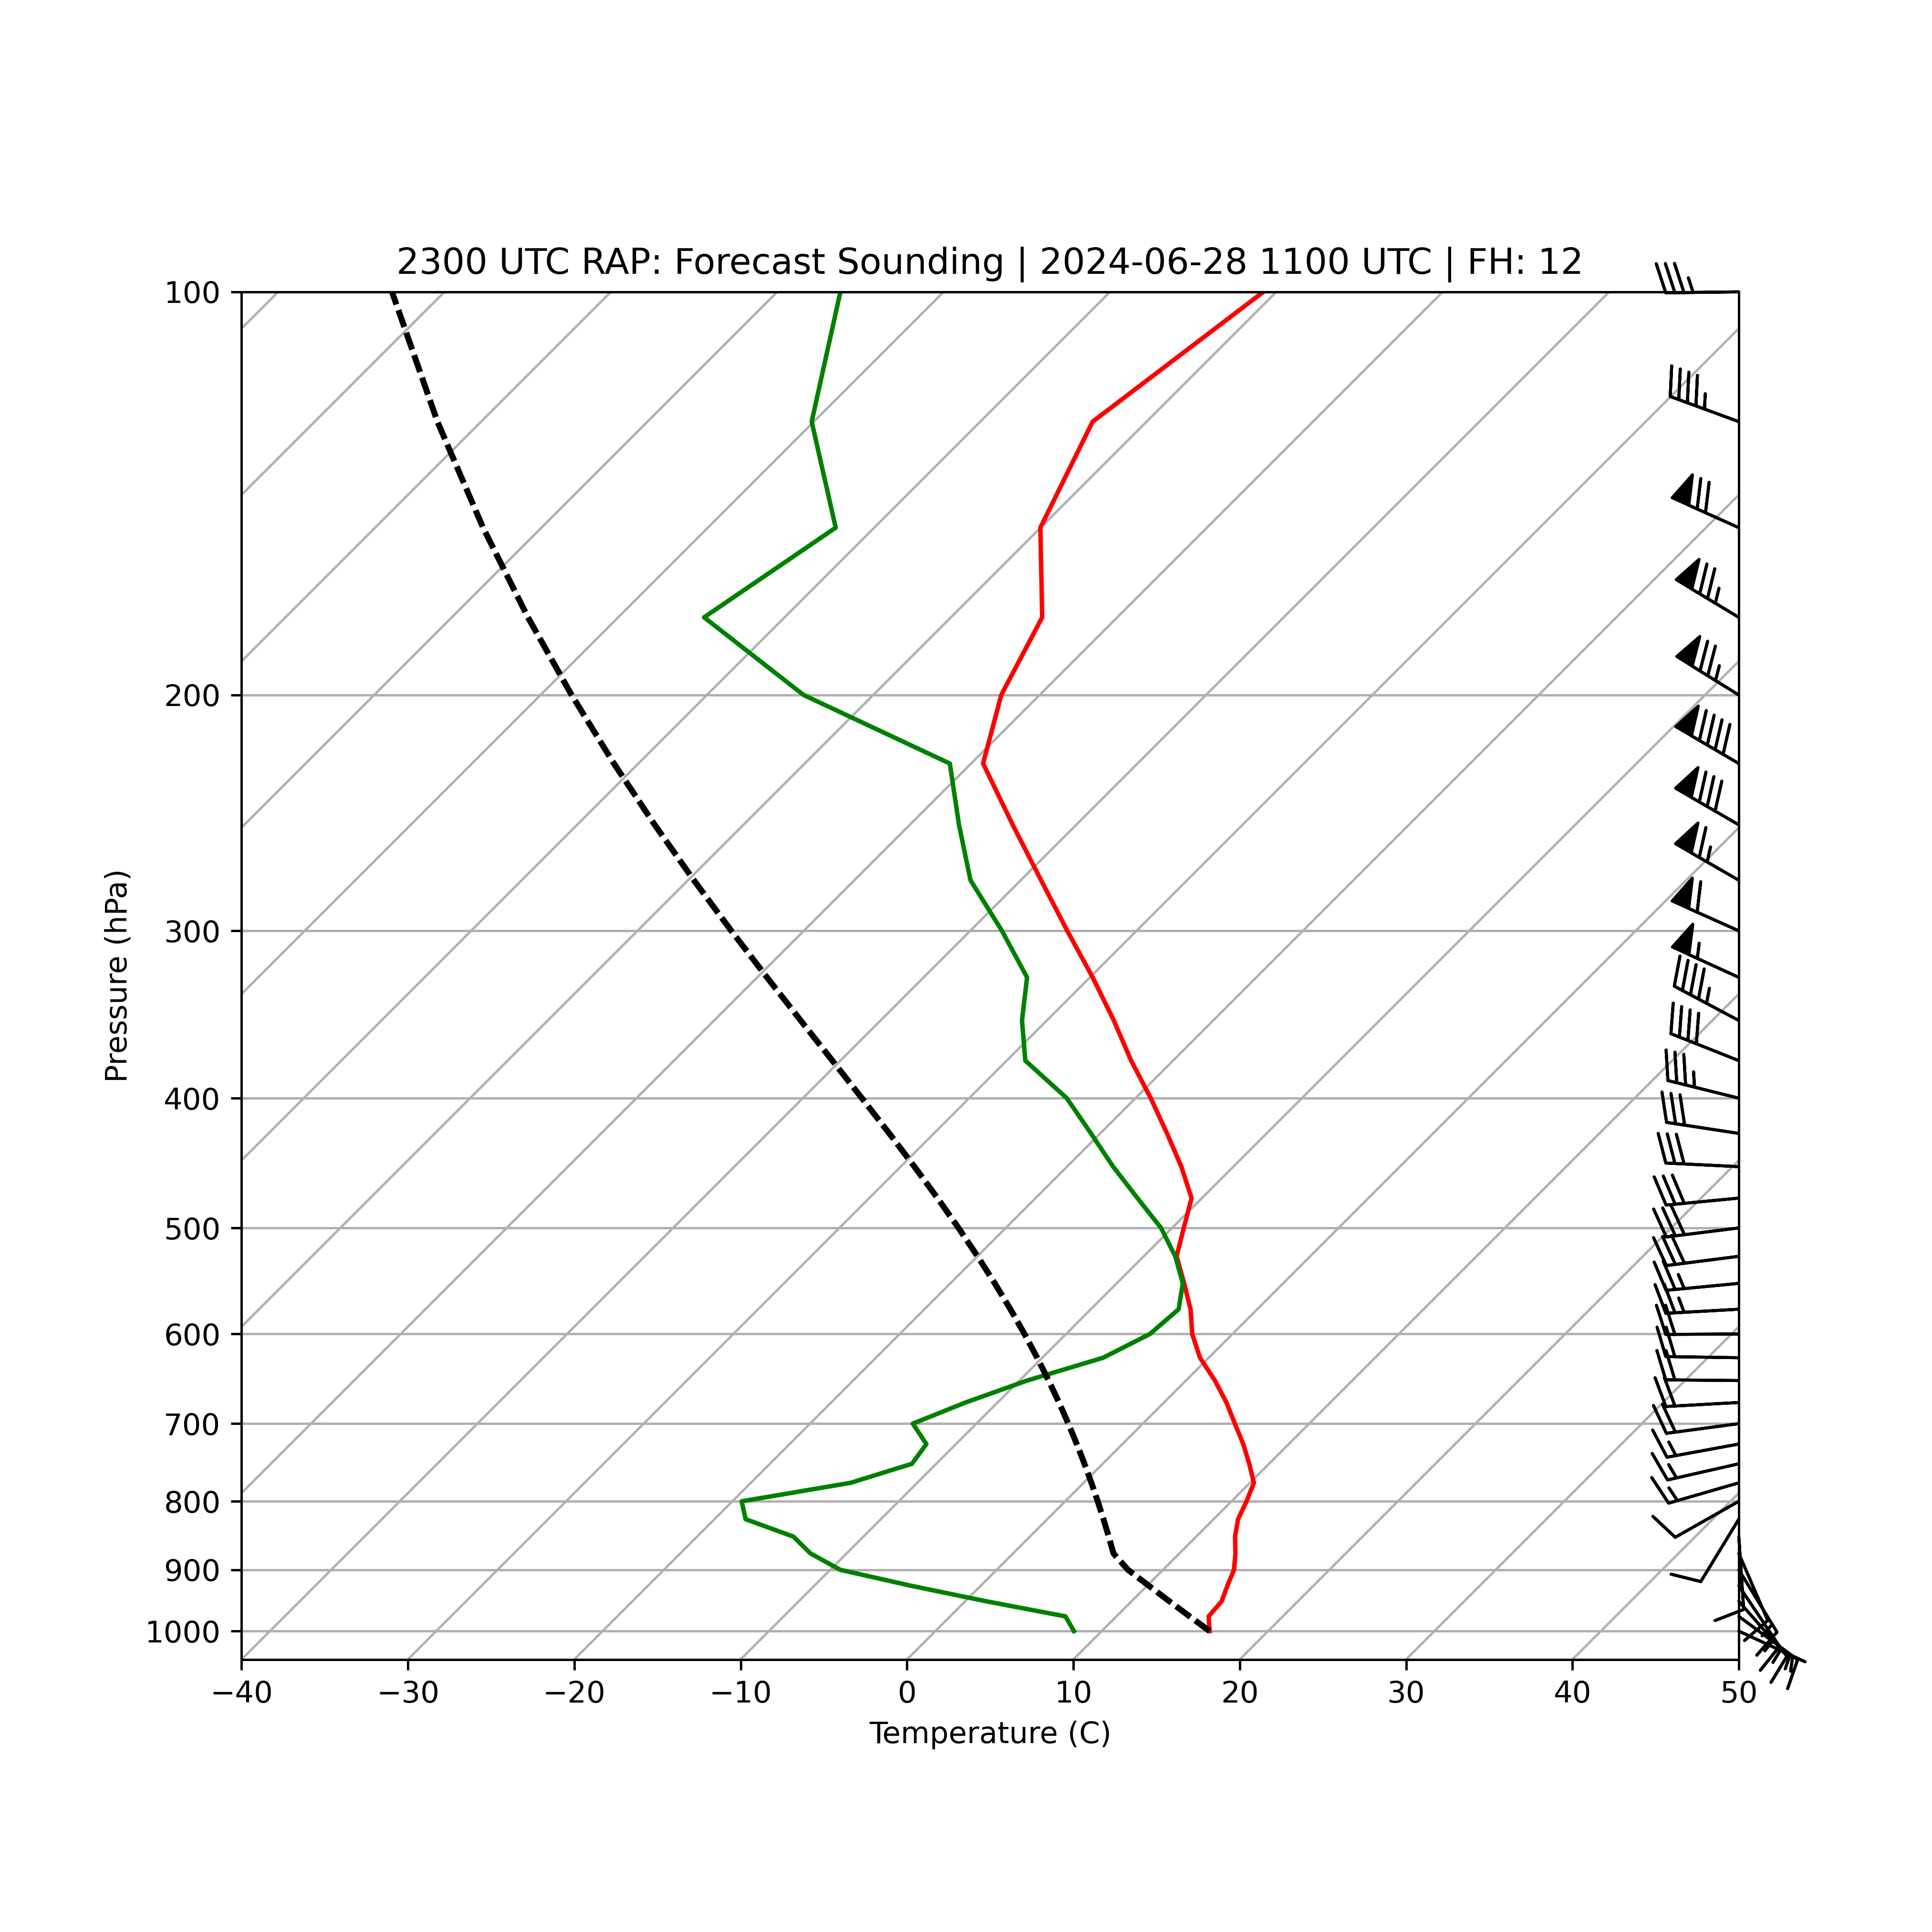 2300 UTC RAP: Forecast Sounding | 2024-06-28 1100 UTC | FH: 12
100
200
300
400
500
600
700
800
900
1000
Pressure (hPa)
−40 −30 −20 −10 0 10 20 30 40 50
Temperature (C)